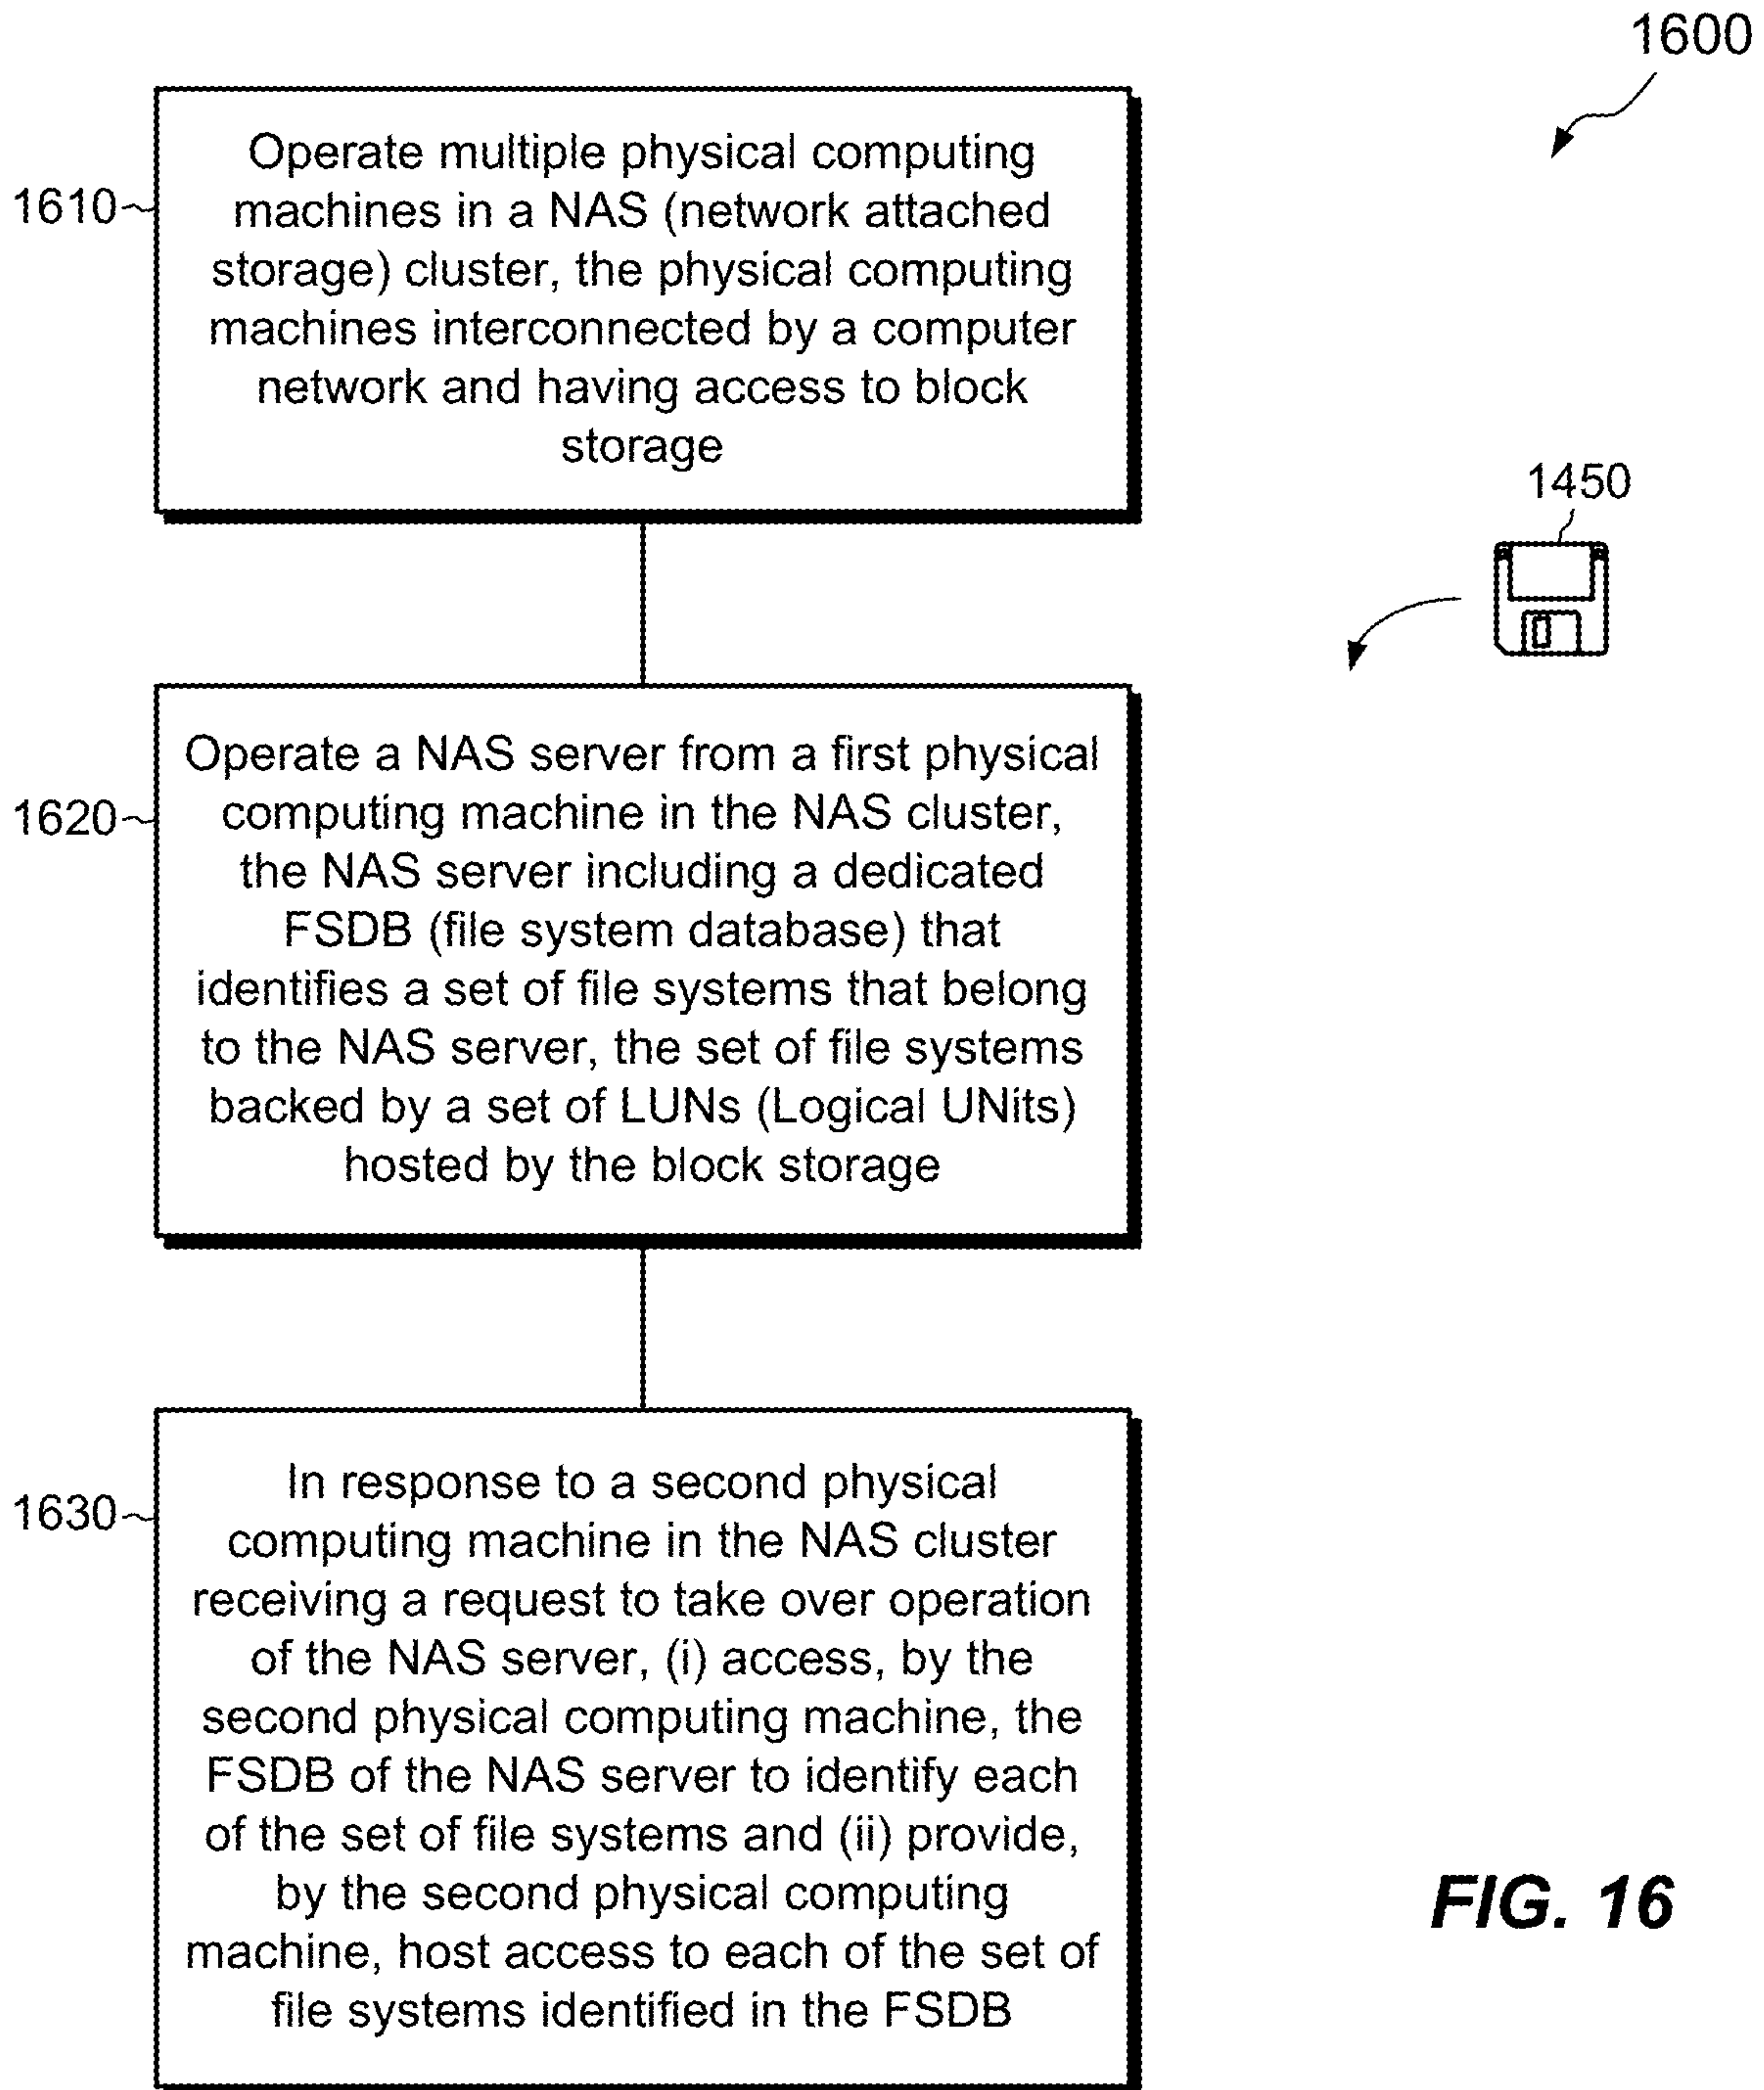 1600
1610
Operate multiple physical computing
machines in a NAS (network attached
storage) cluster, the physical computing
machines interconnected by a computer
network and having access to block
storage
1450
1620
Operate a NAS server from a first physical
computing machine in the NAS cluster,
the NAS server including a dedicated
FSDB (file system database) that
identifies a set of file systems that belong
to the NAS server, the set of file systems
backed by a set of LUNs (Logical UNits)
hosted by the block storage
1630
In response to a second physical
computing machine in the NAS cluster
receiving a request to take over operation
of the NAS server, (i) access, by the
second physical computing machine, the
FSDB of the NAS server to identify each
of the set of file systems and (ii) provide,
by the second physical computing
machine, host access to each of the set of
file systems identified in the FSDB
FIG. 16